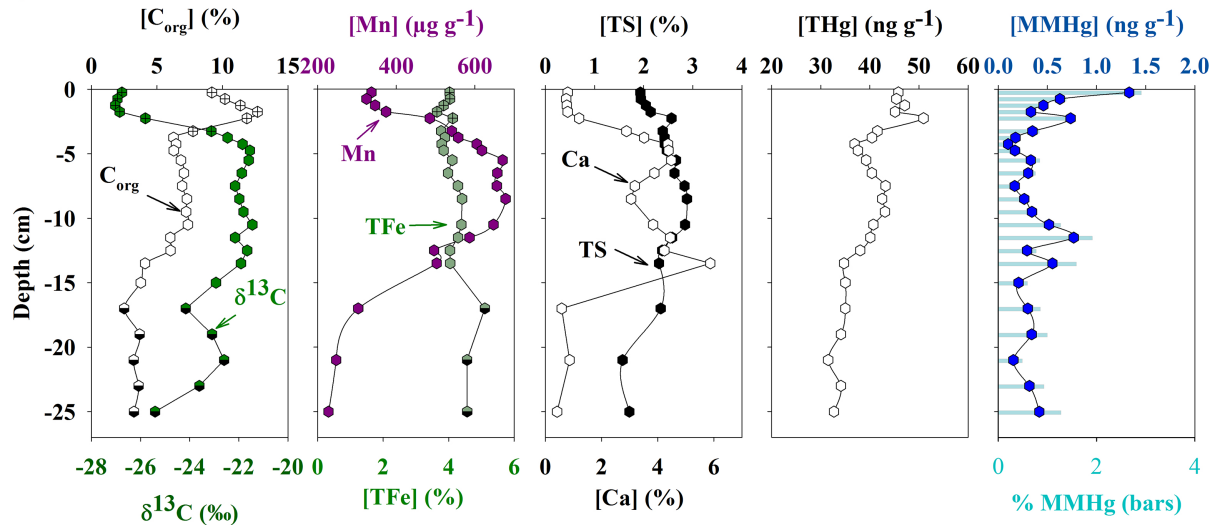 [C_org] (%)
[Mn] (µg g⁻¹)
[TS] (%)
[THg] (ng g⁻¹)
[MMHg] (ng g⁻¹)
0 5 10 15
200 400 600
0 1 2 3 4
20 30 40 50 60
0.0 0.5 1.0 1.5 2.0
0
-5
-10
-15
-20
-25
Depth (cm)
Mn
Ca
C_org
TFe
TS
δ¹³C
-28 -26 -24 -22 -20
0 2 4 6
0 2 4 6
0 2 4
δ¹³C (‰)
[TFe] (%)
[Ca] (%)
% MMHg (bars)